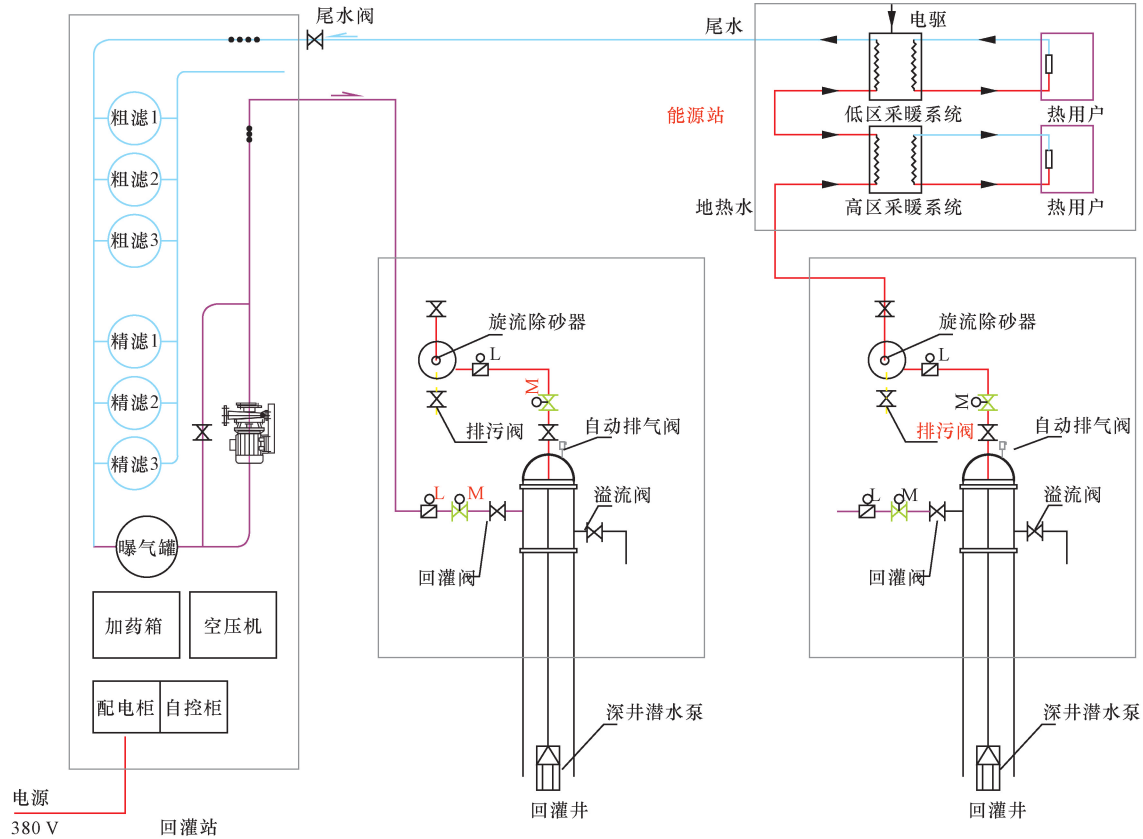 尾水阀
尾水
电驱
粗滤1
粗滤2
粗滤3
精滤1
精滤2
精滤3
曝气罐
加药箱
空压机
配电柜
自控柜
电源
380 V
回灌站
能源站
低区采暖系统
热用户
地热水
高区采暖系统
热用户
旋流除砂器
L
M
排污阀
自动排气阀
L
M
溢流阀
回灌阀
深井潜水泵
回灌井
旋流除砂器
L
M
排污阀
自动排气阀
L
M
溢流阀
回灌阀
深井潜水泵
回灌井